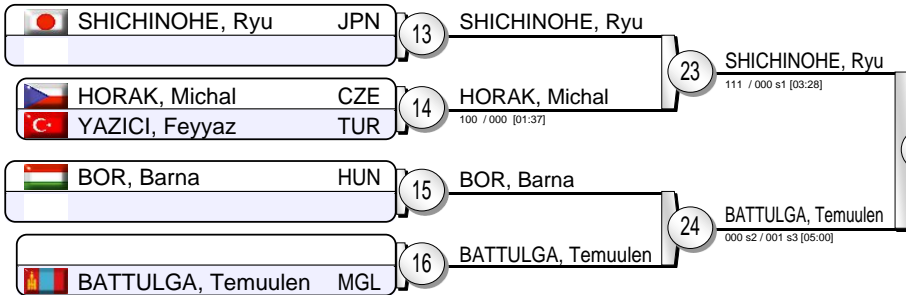 SHICHINOHE, Ryu JPN
13
SHICHINOHE, Ryu
HORAK, Michal CZE
YAZICI, Feyyaz TUR
14
HORAK, Michal
100 / 000 [01:37]
23
SHICHINOHE, Ryu
111 / 000 s1 [03:28]
BOR, Barna HUN
15
BOR, Barna
BATTULGA, Temuulen MGL
16
BATTULGA, Temuulen
24
BATTULGA, Temuulen
000 s2 / 001 s3 [05:00]